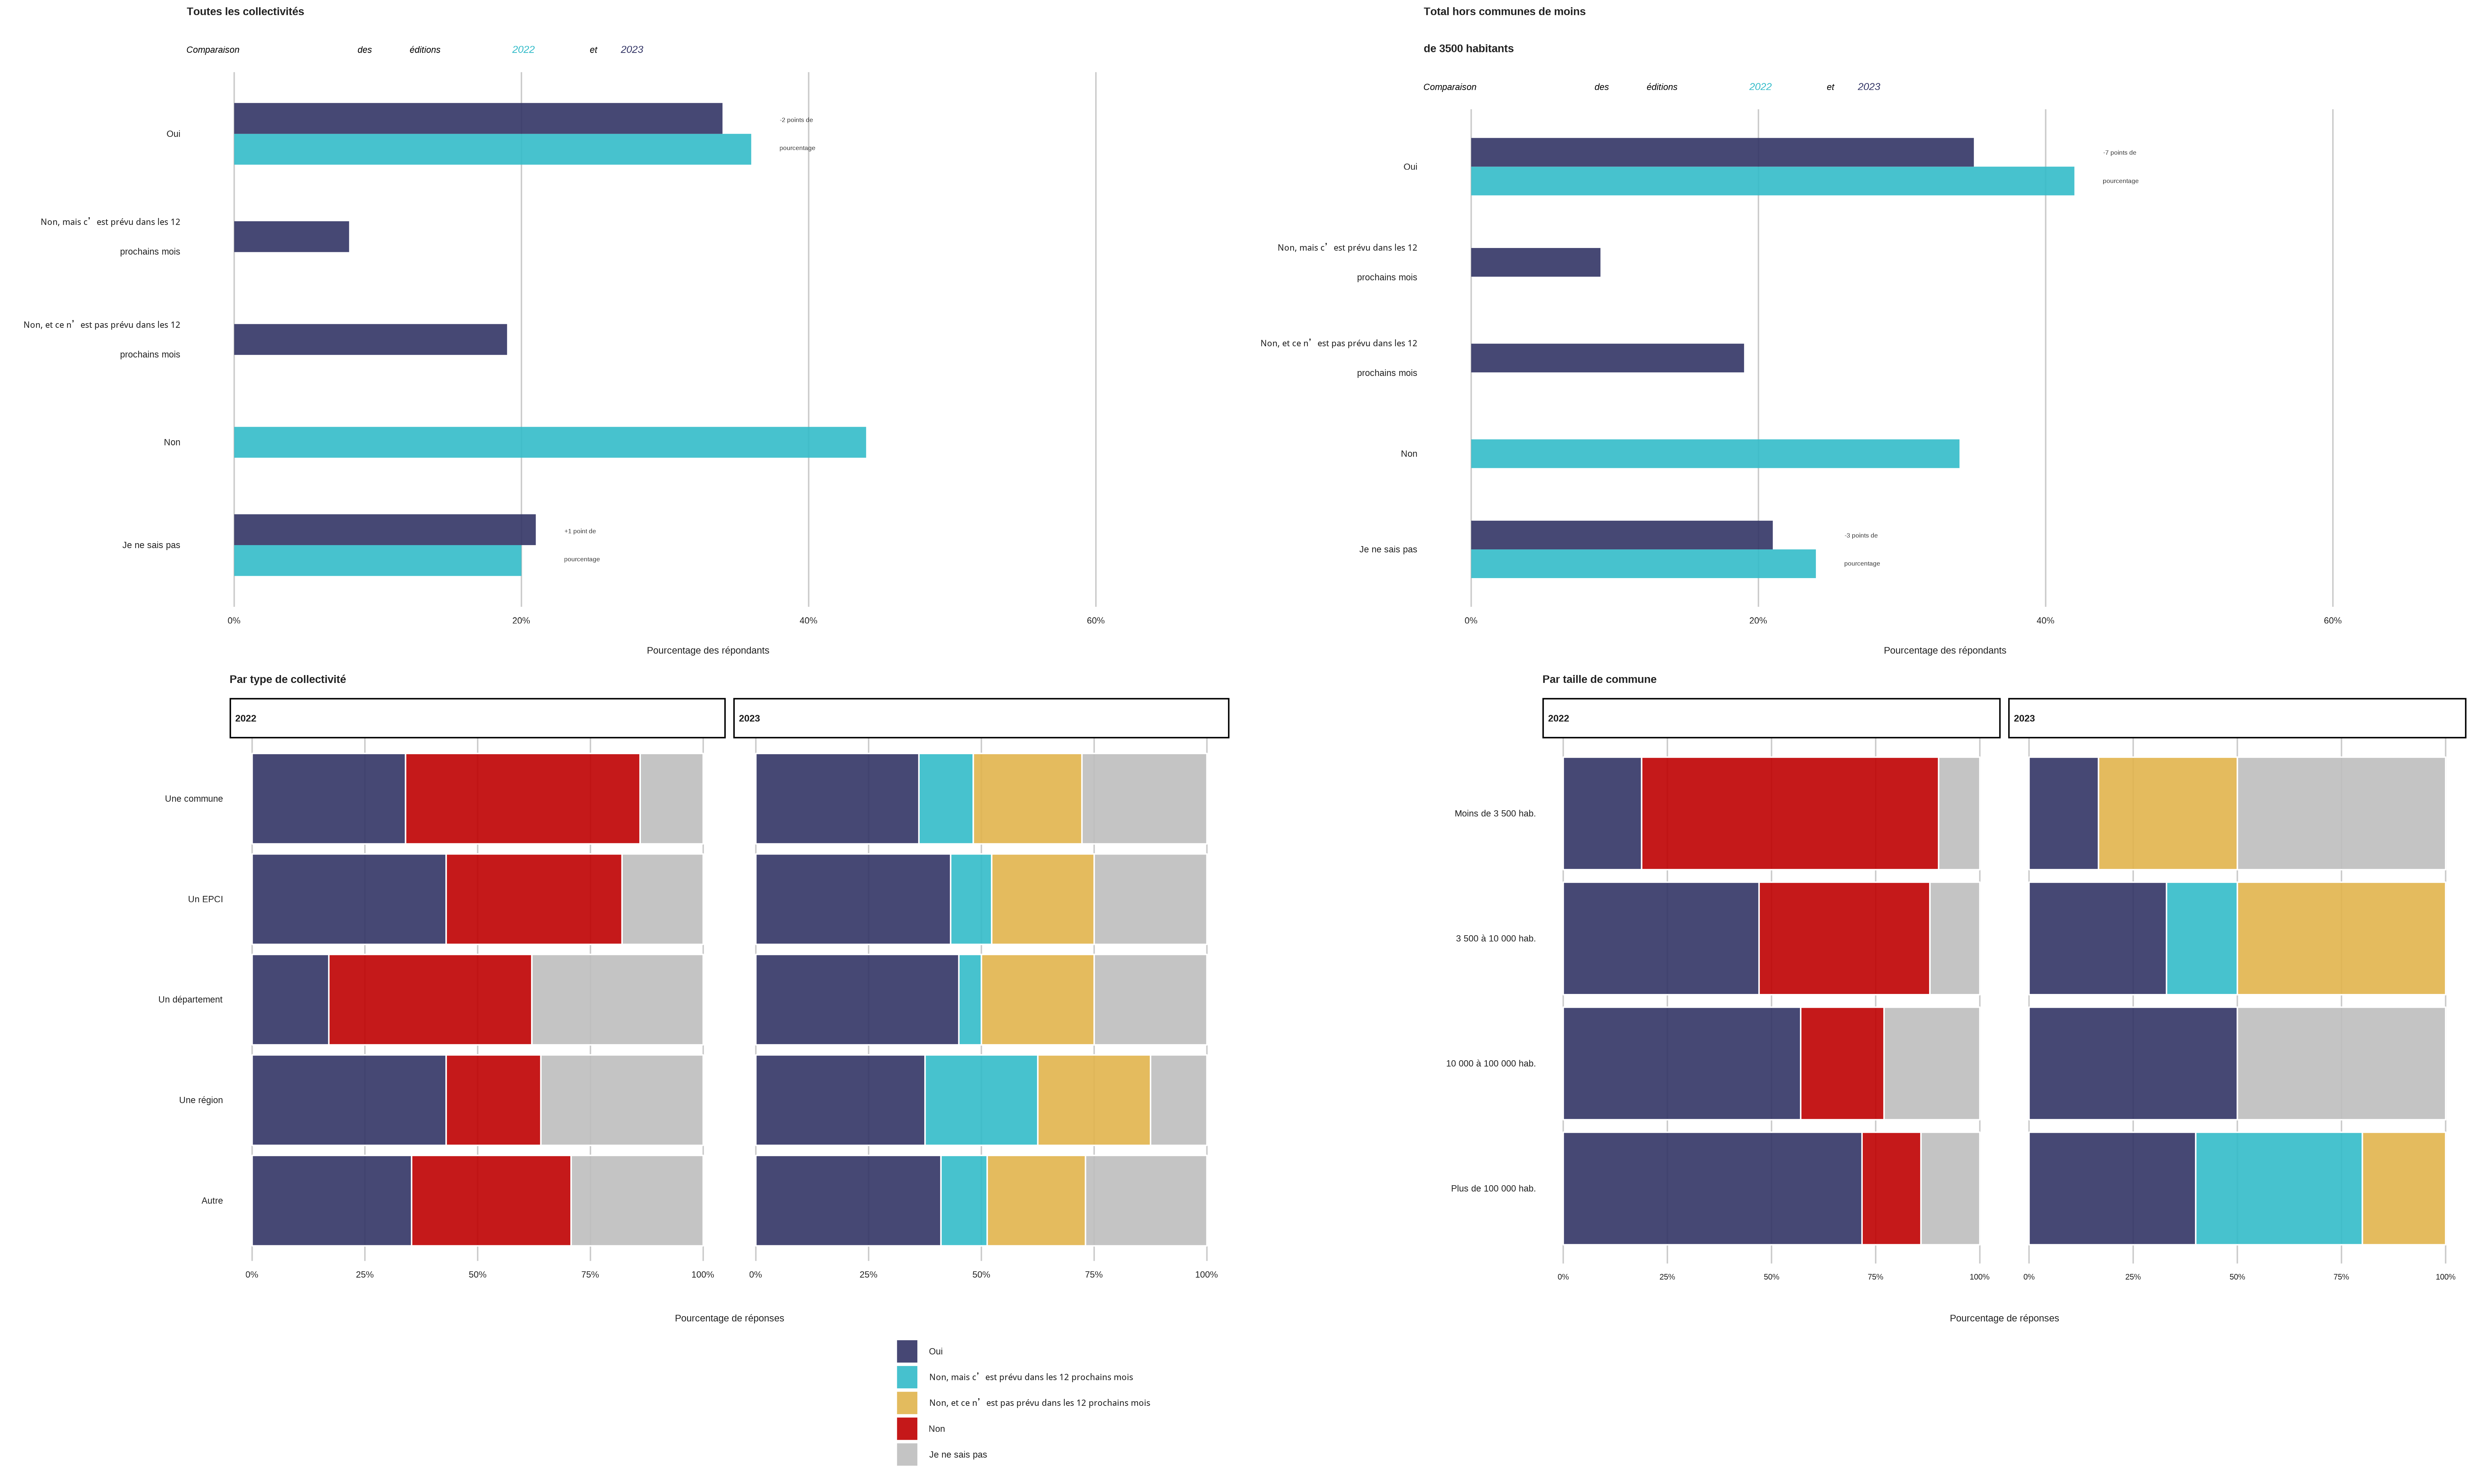 Toutes les collectivités
Comparaison des éditions 2022 et 2023
Oui
-2 points de
pourcentage
Non, mais c’est prévu dans les 12
prochains mois
Non, et ce n’est pas prévu dans les 12
prochains mois
Non
Je ne sais pas
+1 point de
pourcentage
0% 20% 40% 60%
Pourcentage des répondants
Total hors communes de moins
de 3500 habitants
Comparaison des éditions 2022 et 2023
Oui
-7 points de
pourcentage
Non, mais c’est prévu dans les 12
prochains mois
Non, et ce n’est pas prévu dans les 12
prochains mois
Non
Je ne sais pas
-3 points de
pourcentage
0% 20% 40% 60%
Pourcentage des répondants
Par type de collectivité
2022 2023
Une commune
Un EPCI
Un département
Une région
Autre
0% 25% 50% 75% 100% 0% 25% 50% 75% 100%
Pourcentage de réponses
Par taille de commune
2022 2023
Moins de 3 500 hab.
3 500 à 10 000 hab.
10 000 à 100 000 hab.
Plus de 100 000 hab.
0% 25% 50% 75% 100% 0% 25% 50% 75% 100%
Pourcentage de réponses
Oui
Non, mais c’est prévu dans les 12 prochains mois
Non, et ce n’est pas prévu dans les 12 prochains mois
Non
Je ne sais pas